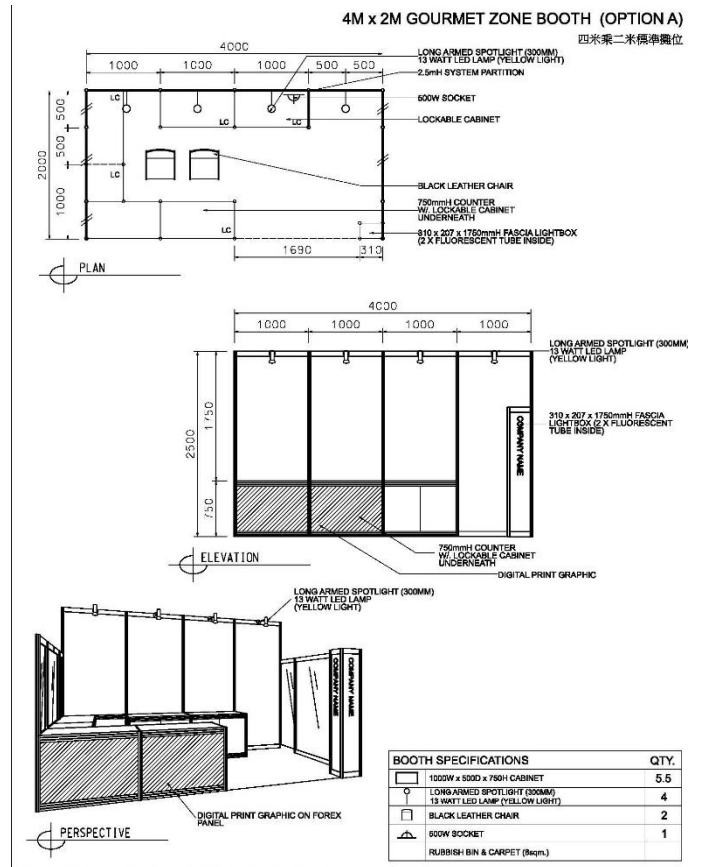 4M x 2M GOURMET ZONE BOOTH (OPTION A)
四米乘二米標準攤位
4000
1000
1000
1000
500
500
LONG ARMED SPOTLIGHT (300MM)
13 WATT LED LAMP (YELLOW LIGHT)
2.5mH SYSTEM PARTITION
LC
500
500W SOCKET
LOCKABLE CABINET
LC
LC
2000
500
LC
BLACK LEATHER CHAIR
1000
750mmH COUNTER
W/. LOCKABLE CABINET
UNDERNEATH
LC
310 x 207 x 1750mmH FASCIA LIGHTBOX
(2 X FLUORESCENT TUBE INSIDE)
1690
310
PLAN
4000
1000
1000
1000
1000
LONG ARMED SPOTLIGHT (300MM)
13 WATT LED LAMP
(YELLOW LIGHT)
2500
1750
310 x 207 x 1750mmH FASCIA
LIGHTBOX (2 X FLUORESCENT
TUBE INSIDE)
COMPANY NAME
750
750mmH COUNTER
W/. LOCKABLE CABINET
UNDERNEATH
ELEVATION
DIGITAL PRINT GRAPHIC
LONG ARMED SPOTLIGHT (300MM)
13 WATT LED LAMP
(YELLOW LIGHT)
COMPANY NAME
COMPANY NAME
DIGITAL PRINT GRAPHIC ON FOREX
PANEL
PERSPECTIVE
BOOTH SPECIFICATIONS QTY.
1000W x 500D x 750H CABINET 5.5
LONG ARMED SPOTLIGHT (300MM)
13 WATT LED LAMP (YELLOW LIGHT) 4
BLACK LEATHER CHAIR 2
500W SOCKET 1
RUBBISH BIN & CARPET (8sqm.)